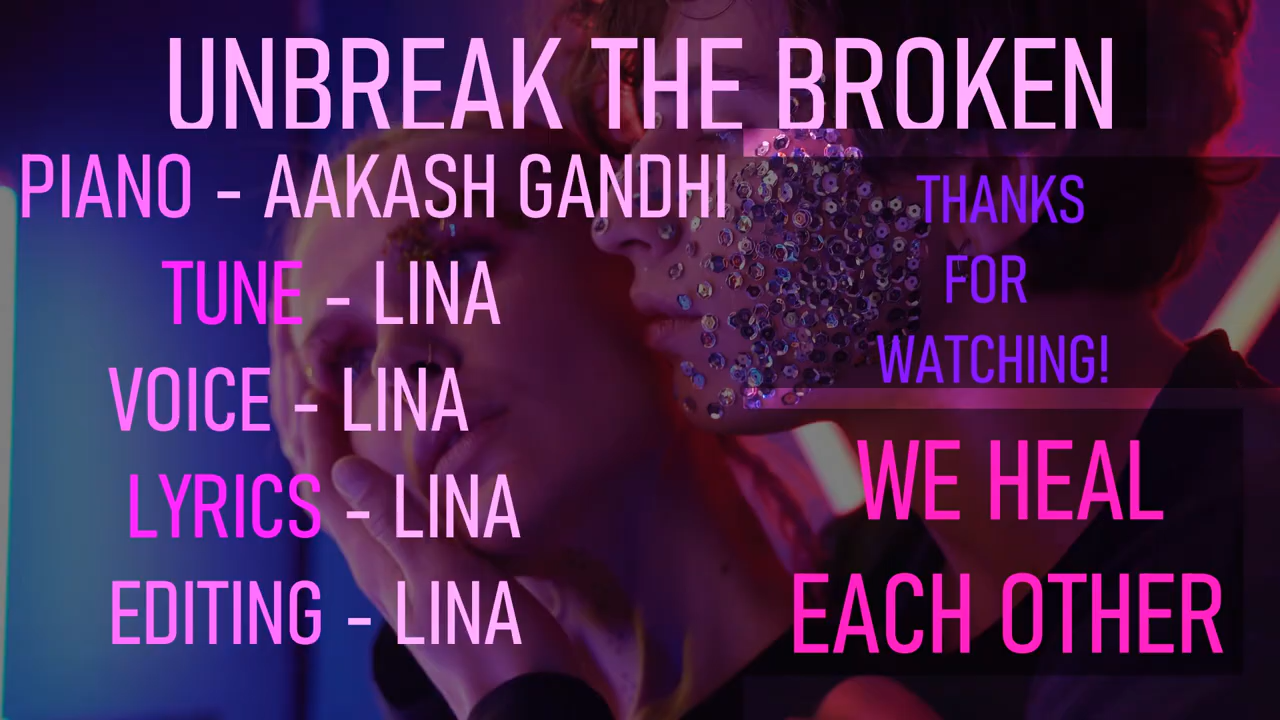 UNBREAK THE BROKEN
PIANO - AAKASH GANDHI
TUNE - LINA
VOICE - LINA
LYRICS - LINA
EDITING - LINA
THANKS
FOR
WATCHING!
WE HEAL
EACH OTHER